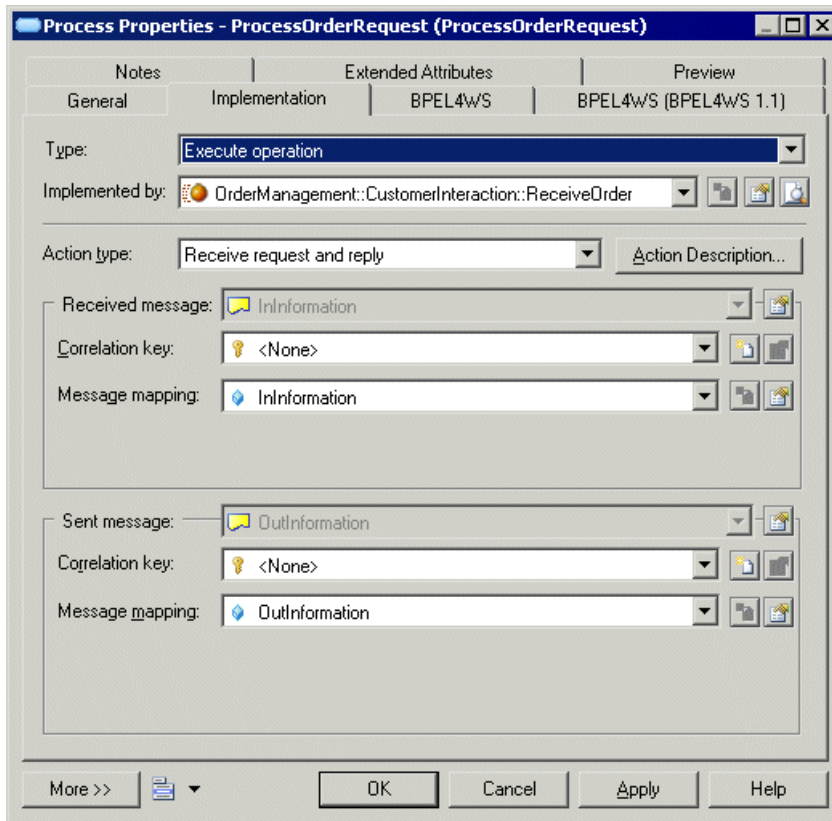 Process Properties - ProcessOrderRequest (ProcessOrderRequest)
Notes Extended Attributes Preview
General Implementation BPEL4WS BPEL4WS (BPEL4WS 1.1)
Type: Execute operation
Implemented by: OrderManagement::CustomerInteraction::ReceiveOrder
Action type: Receive request and reply Action Description...
Received message: InInformation
Correlation key: <None>
Message mapping: InInformation
Sent message: OutInformation
Correlation key: <None>
Message mapping: OutInformation
More >> OK Cancel Apply Help